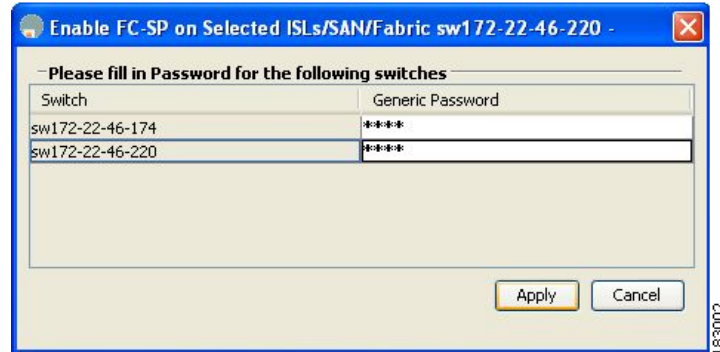 Enable FC-SP on Selected ISLs/SAN/Fabric sw172-22-46-220 -
Please fill in Password for the following switches
Switch Generic Password
sw172-22-46-174 ****
sw172-22-46-220 ****
Apply Cancel
83002